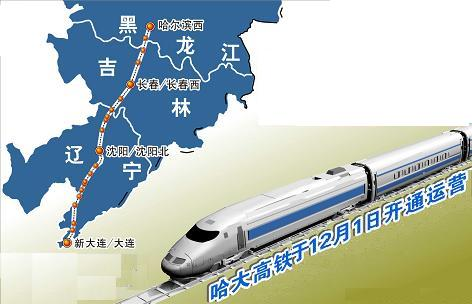 黑龙江
哈尔滨西
吉林
长春/长春西
辽宁
沈阳/沈阳北
新大连/大连
哈大高铁于12月1日开通运营